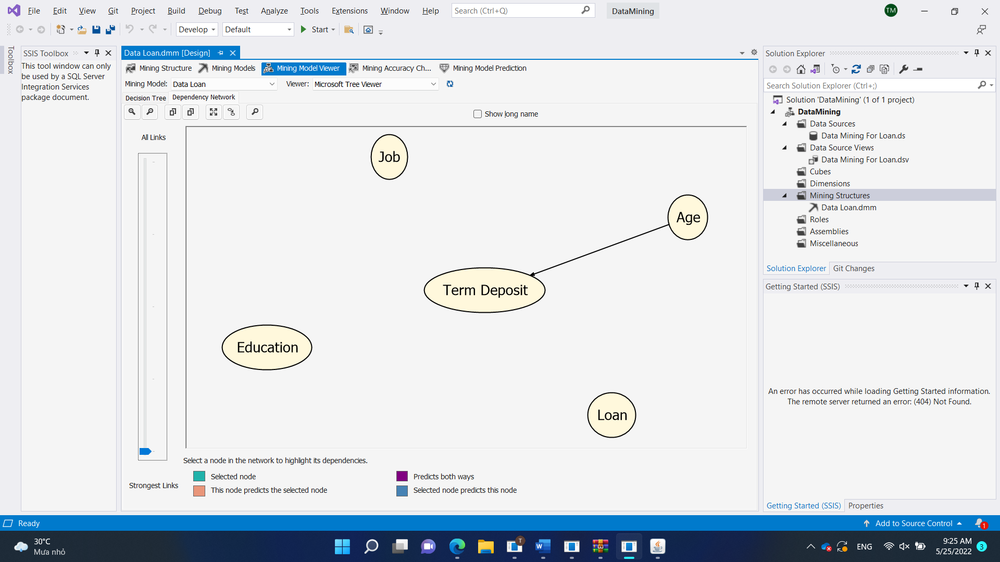 File Edit View Git Project Build Debug Test Analyze Tools Extensions Window Help Search (Ctrl+Q) DataMining TM
Develop Default Start
Toolbox
SSIS Toolbox
This tool window can only
be used by a SQL Server
Integration Services
package document.
Data Loan.dmm [Design]
Mining Structure Mining Models Mining Model Viewer Mining Accuracy Ch... Mining Model Prediction
Mining Model: Data Loan Viewer: Microsoft Tree Viewer
Decision Tree Dependency Network
Show long name
All Links
Job
Age
Term Deposit
Education
Loan
Strongest Links
Select a node in the network to highlight its dependencies.
Selected node
This node predicts the selected node
Predicts both ways
Selected node predicts this node
Solution Explorer
Search Solution Explorer (Ctrl+;)
Solution 'DataMining' (1 of 1 project)
DataMining
Data Sources
Data Mining For Loan.ds
Data Source Views
Data Mining For Loan.dsv
Cubes
Dimensions
Mining Structures
Data Loan.dmm
Roles
Assemblies
Miscellaneous
Solution Explorer Git Changes
Getting Started (SSIS)
An error has occurred while loading Getting Started information.
The remote server returned an error: (404) Not Found.
Getting Started (SSIS) Properties
Ready
Add to Source Control 1
30°C
Mưa nhỏ
T
W
ENG
9:25 AM
5/25/2022
3